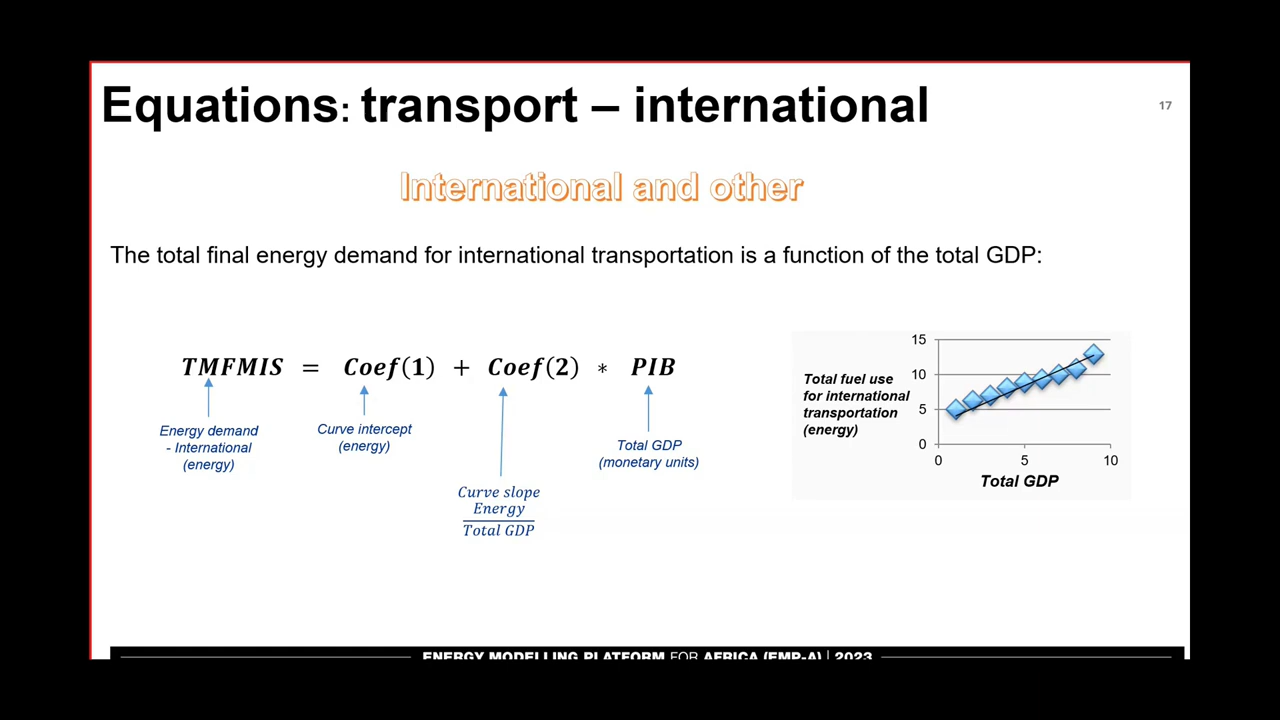 Equations: transport – international
17
International and other
The total final energy demand for international transportation is a function of the total GDP:
TMFMIS = Coef(1) + Coef(2) * PIB
Energy demand
- International
(energy)
Curve intercept
(energy)
Curve slope
Energy
Total GDP
Total GDP
(monetary units)
Total fuel use
for international
transportation
(energy)
15
10
5
0
0 5 10
Total GDP
ENERGY MODELLING PLATFORM FOR AFRICA (EMP-A) | 2023